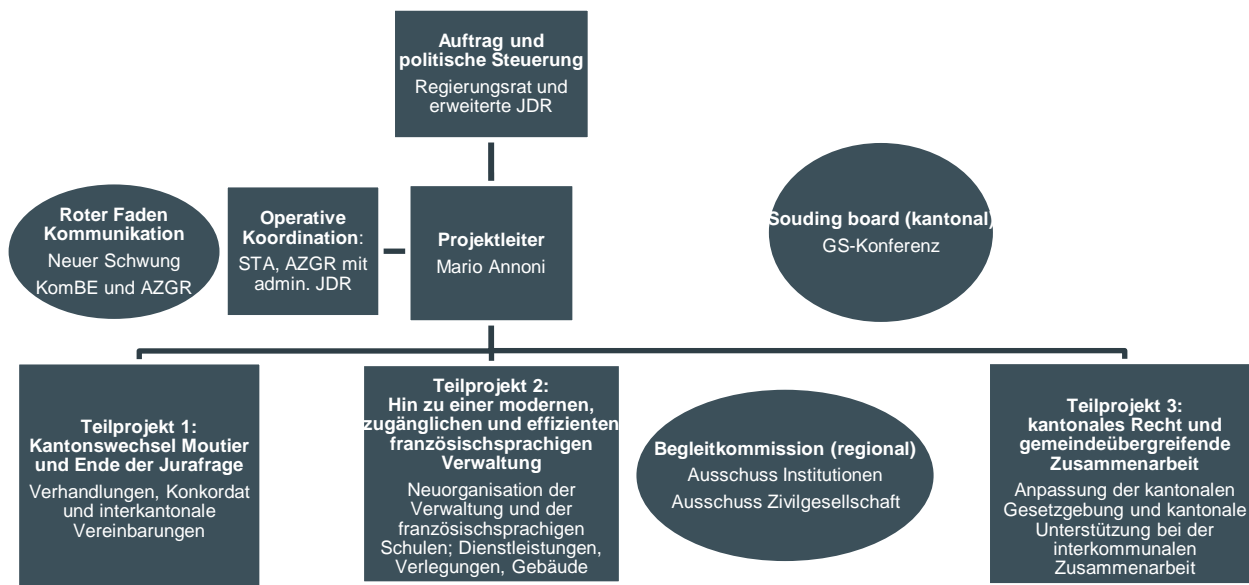 Auftrag und
politische Steuerung
Regierungsrat und
erweiterte JDR
Roter Faden
Kommunikation
Neuer Schwung
KomBE und AZGR
Operative
Koordination:
STA, AZGR mit
admin. JDR
Projektleiter
Mario Annoni
Souding board (kantonal)
GS-Konferenz
Teilprojekt 1:
Kantonswechsel Moutier
und Ende der Jurafrage
Verhandlungen, Konkordat
und interkantonale
Vereinbarungen
Teilprojekt 2:
Hin zu einer modernen,
zugänglichen und effizienten
französischsprachigen
Verwaltung
Neuorganisation der
Verwaltung und der
französischsprachigen
Schulen; Dienstleistungen,
Verlegungen, Gebäude
Begleitkommission (regional)
Ausschuss Institutionen
Ausschuss Zivilgesellschaft
Teilprojekt 3:
kantonales Recht und
gemeindeübergreifende
Zusammenarbeit
Anpassung der kantonalen
Gesetzgebung und kantonale
Unterstützung bei der
interkommunalen
Zusammenarbeit